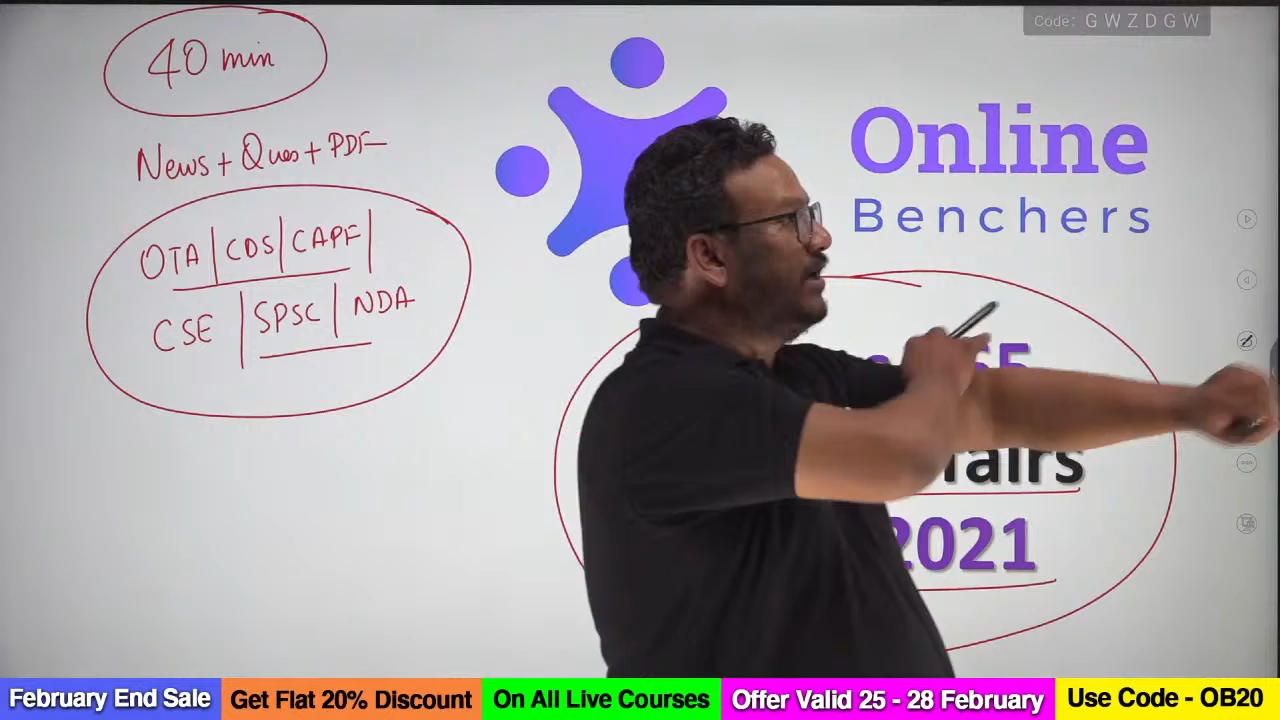 Code: G W Z D G W
40 min
News + Ques + PDF
OTA | CDS | CAPF |
CSE | SPSC | NDA
Online
Benchers
2021
February End Sale
Get Flat 20% Discount
On All Live Courses
Offer Valid 25 - 28 February
Use Code - OB20